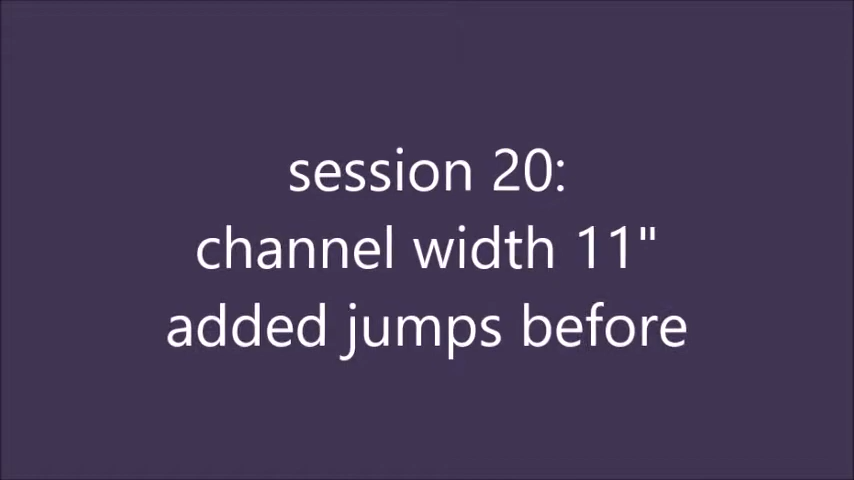 session 20:
channel width 11"
added jumps before